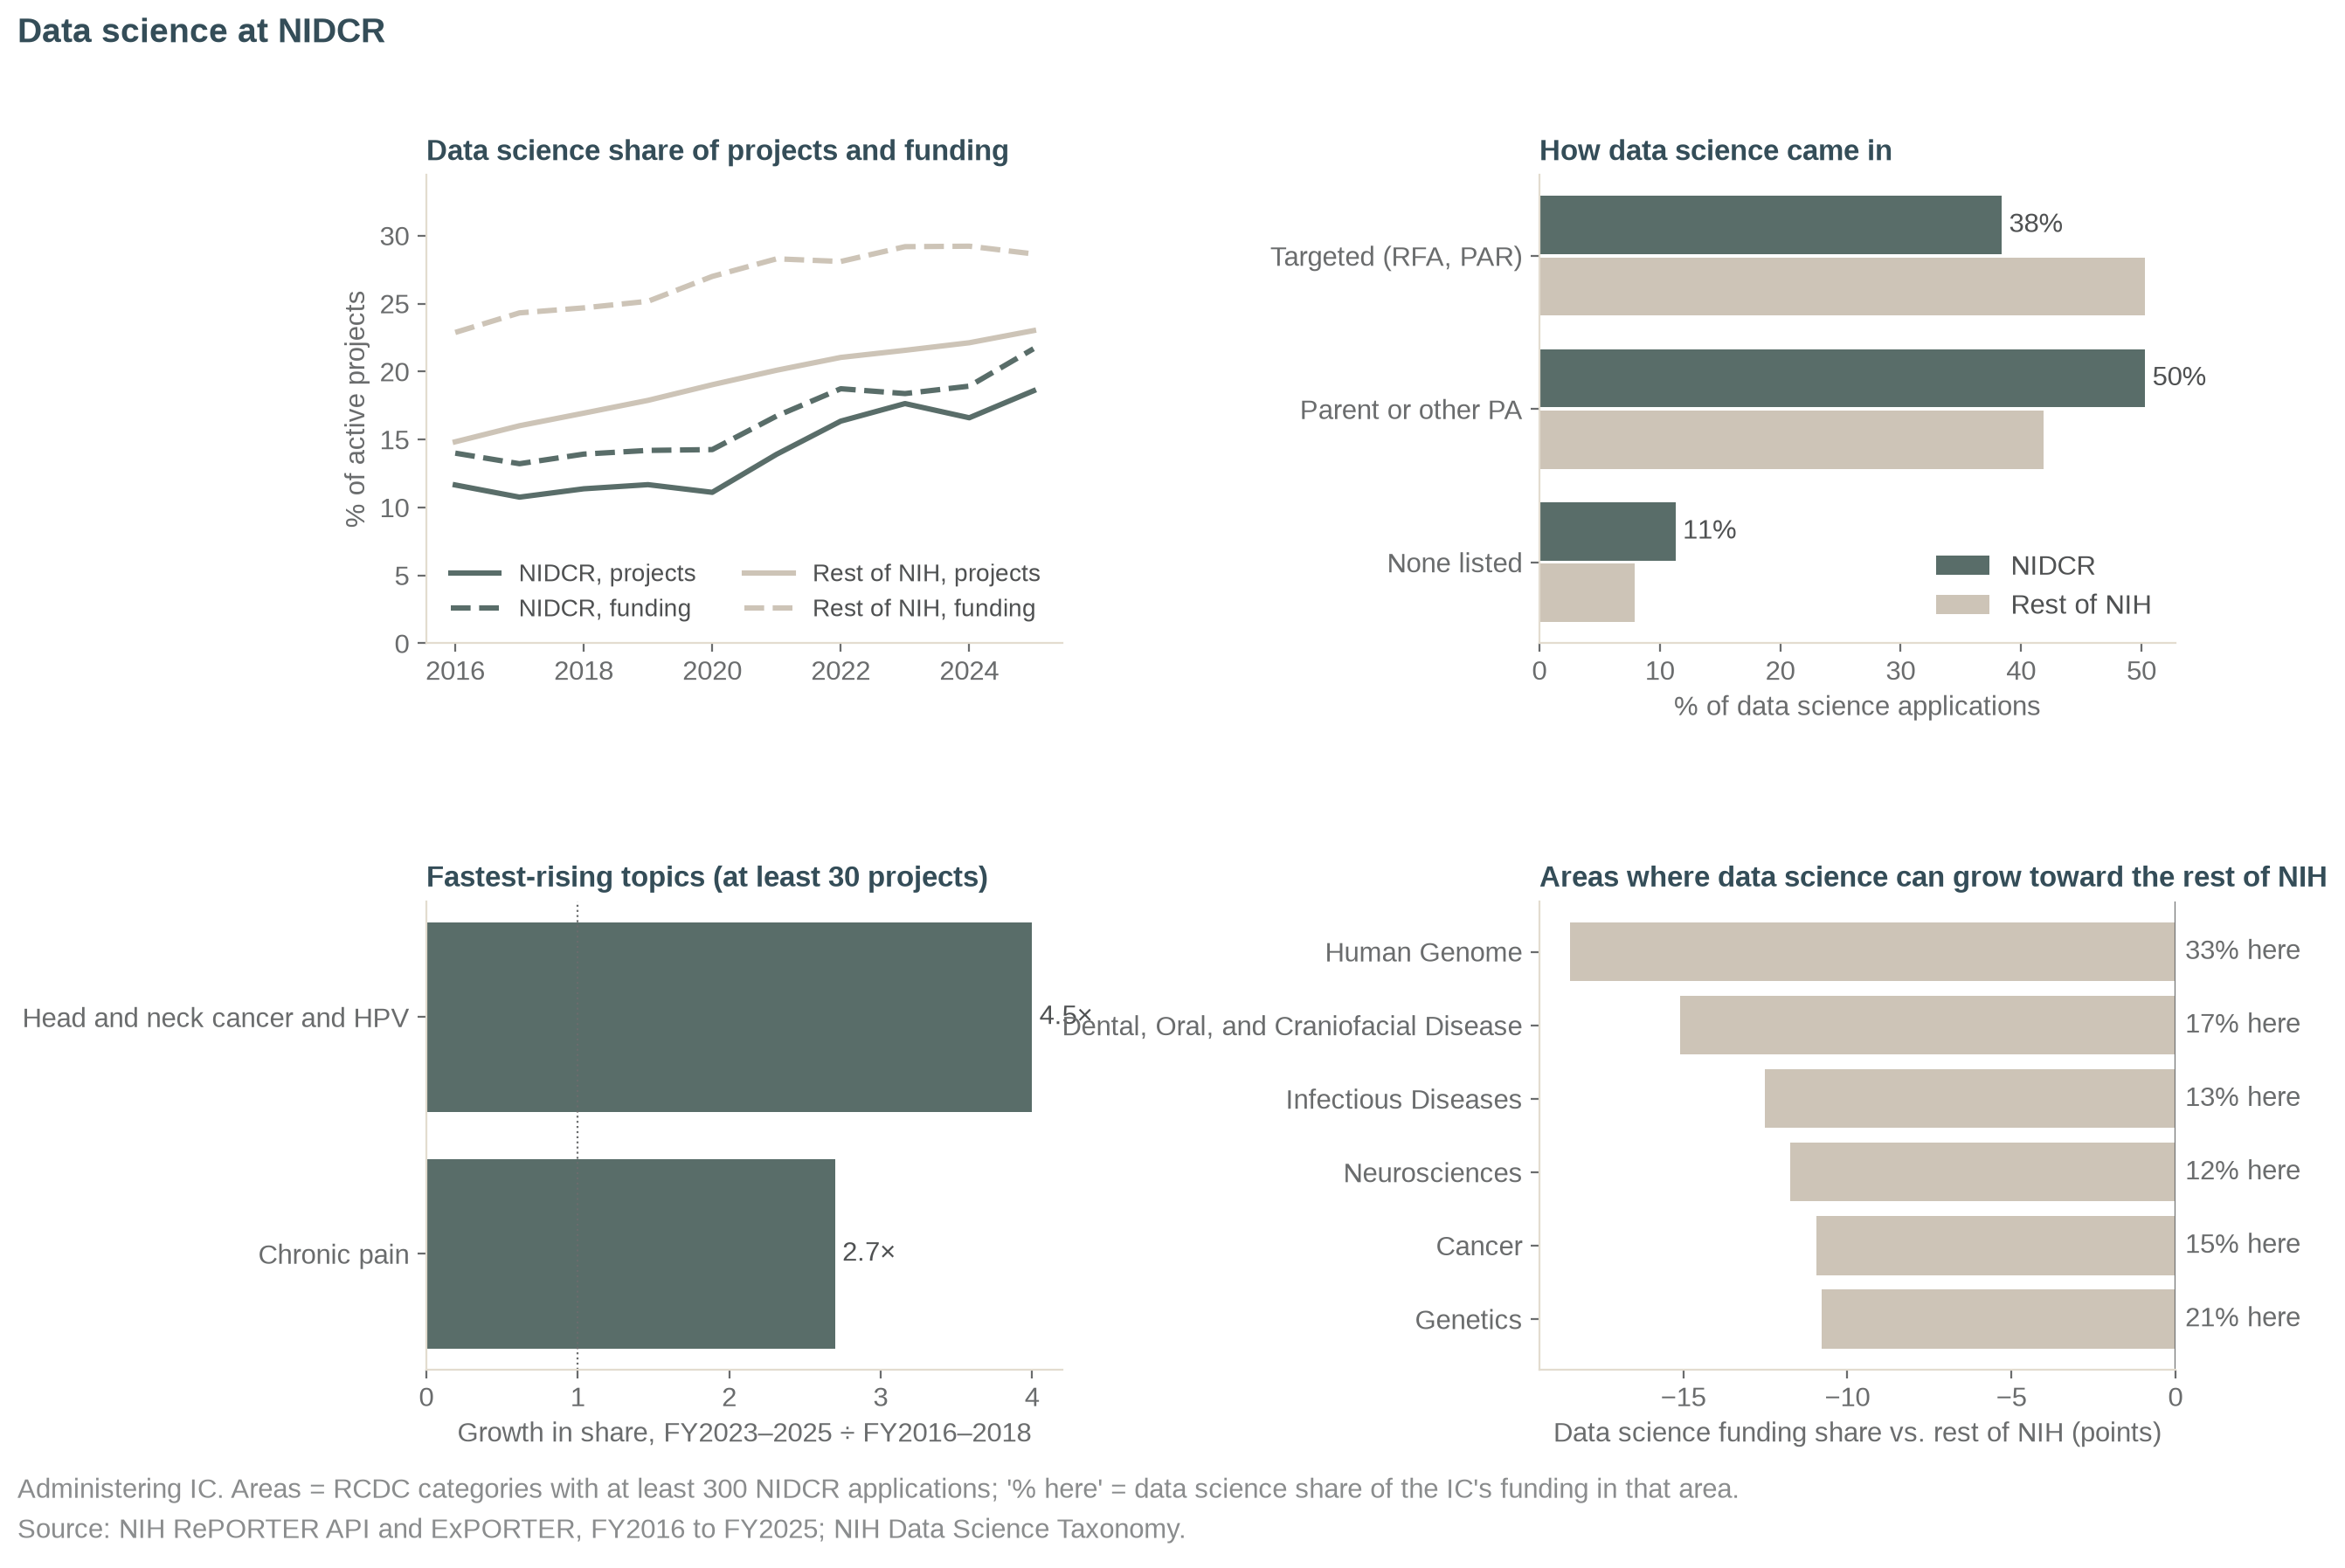 Data science at NIDCR
Data science share of projects and funding
% of active projects
30
25
20
15
10
5
0
NIDCR, projects
NIDCR, funding
Rest of NIH, projects
Rest of NIH, funding
2016 2018 2020 2022 2024
How data science came in
Targeted (RFA, PAR)
38%
Parent or other PA
50%
None listed
11%
NIDCR
Rest of NIH
0 10 20 30 40 50
% of data science applications
Fastest-rising topics (at least 30 projects)
Head and neck cancer and HPV
4.5×
Chronic pain
2.7×
0 1 2 3 4
Growth in share, FY2023–2025 ÷ FY2016–2018
Areas where data science can grow toward the rest of NIH
Human Genome
33% here
Dental, Oral, and Craniofacial Disease
17% here
Infectious Diseases
13% here
Neurosciences
12% here
Cancer
15% here
Genetics
21% here
−15 −10 −5 0
Data science funding share vs. rest of NIH (points)
Administering IC. Areas = RCDC categories with at least 300 NIDCR applications; '% here' = data science share of the IC's funding in that area.
Source: NIH RePORTER API and ExPORTER, FY2016 to FY2025; NIH Data Science Taxonomy.